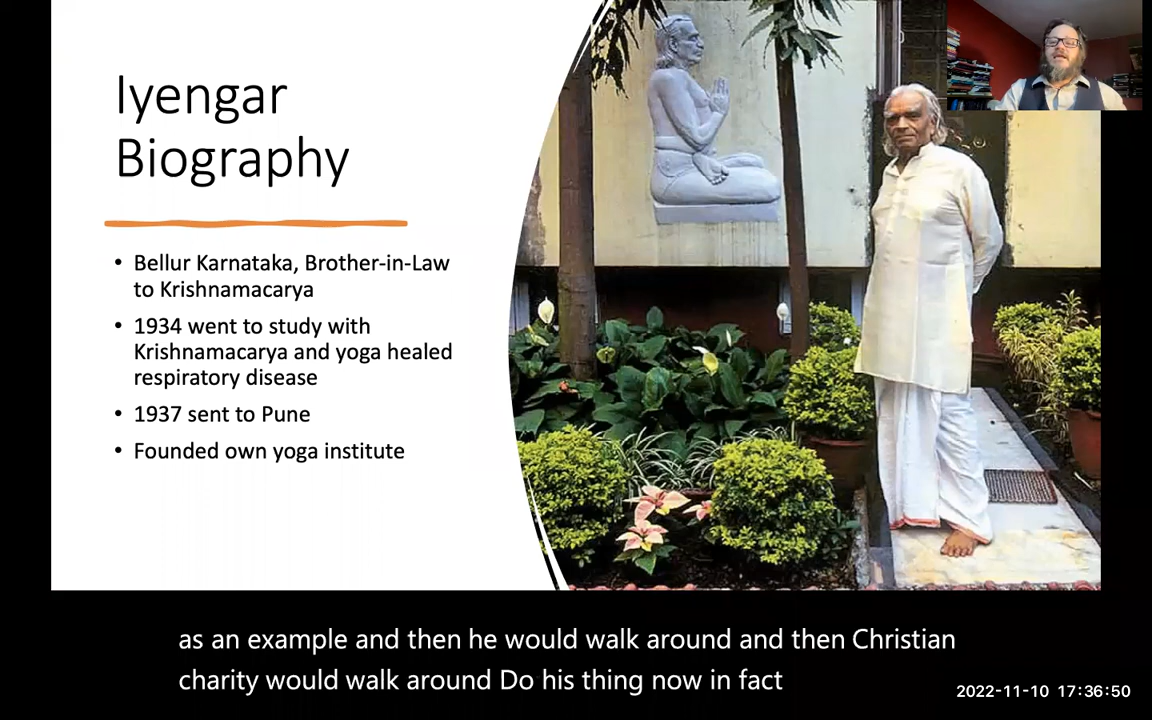 Iyengar
Biography
• Bellur Karnataka, Brother-in-Law
to Krishnamacarya
• 1934 went to study with
Krishnamacarya and yoga healed
respiratory disease
• 1937 sent to Pune
• Founded own yoga institute
as an example and then he would walk around and then Christian
charity would walk around Do his thing now in fact
2022-11-10 17:36:50